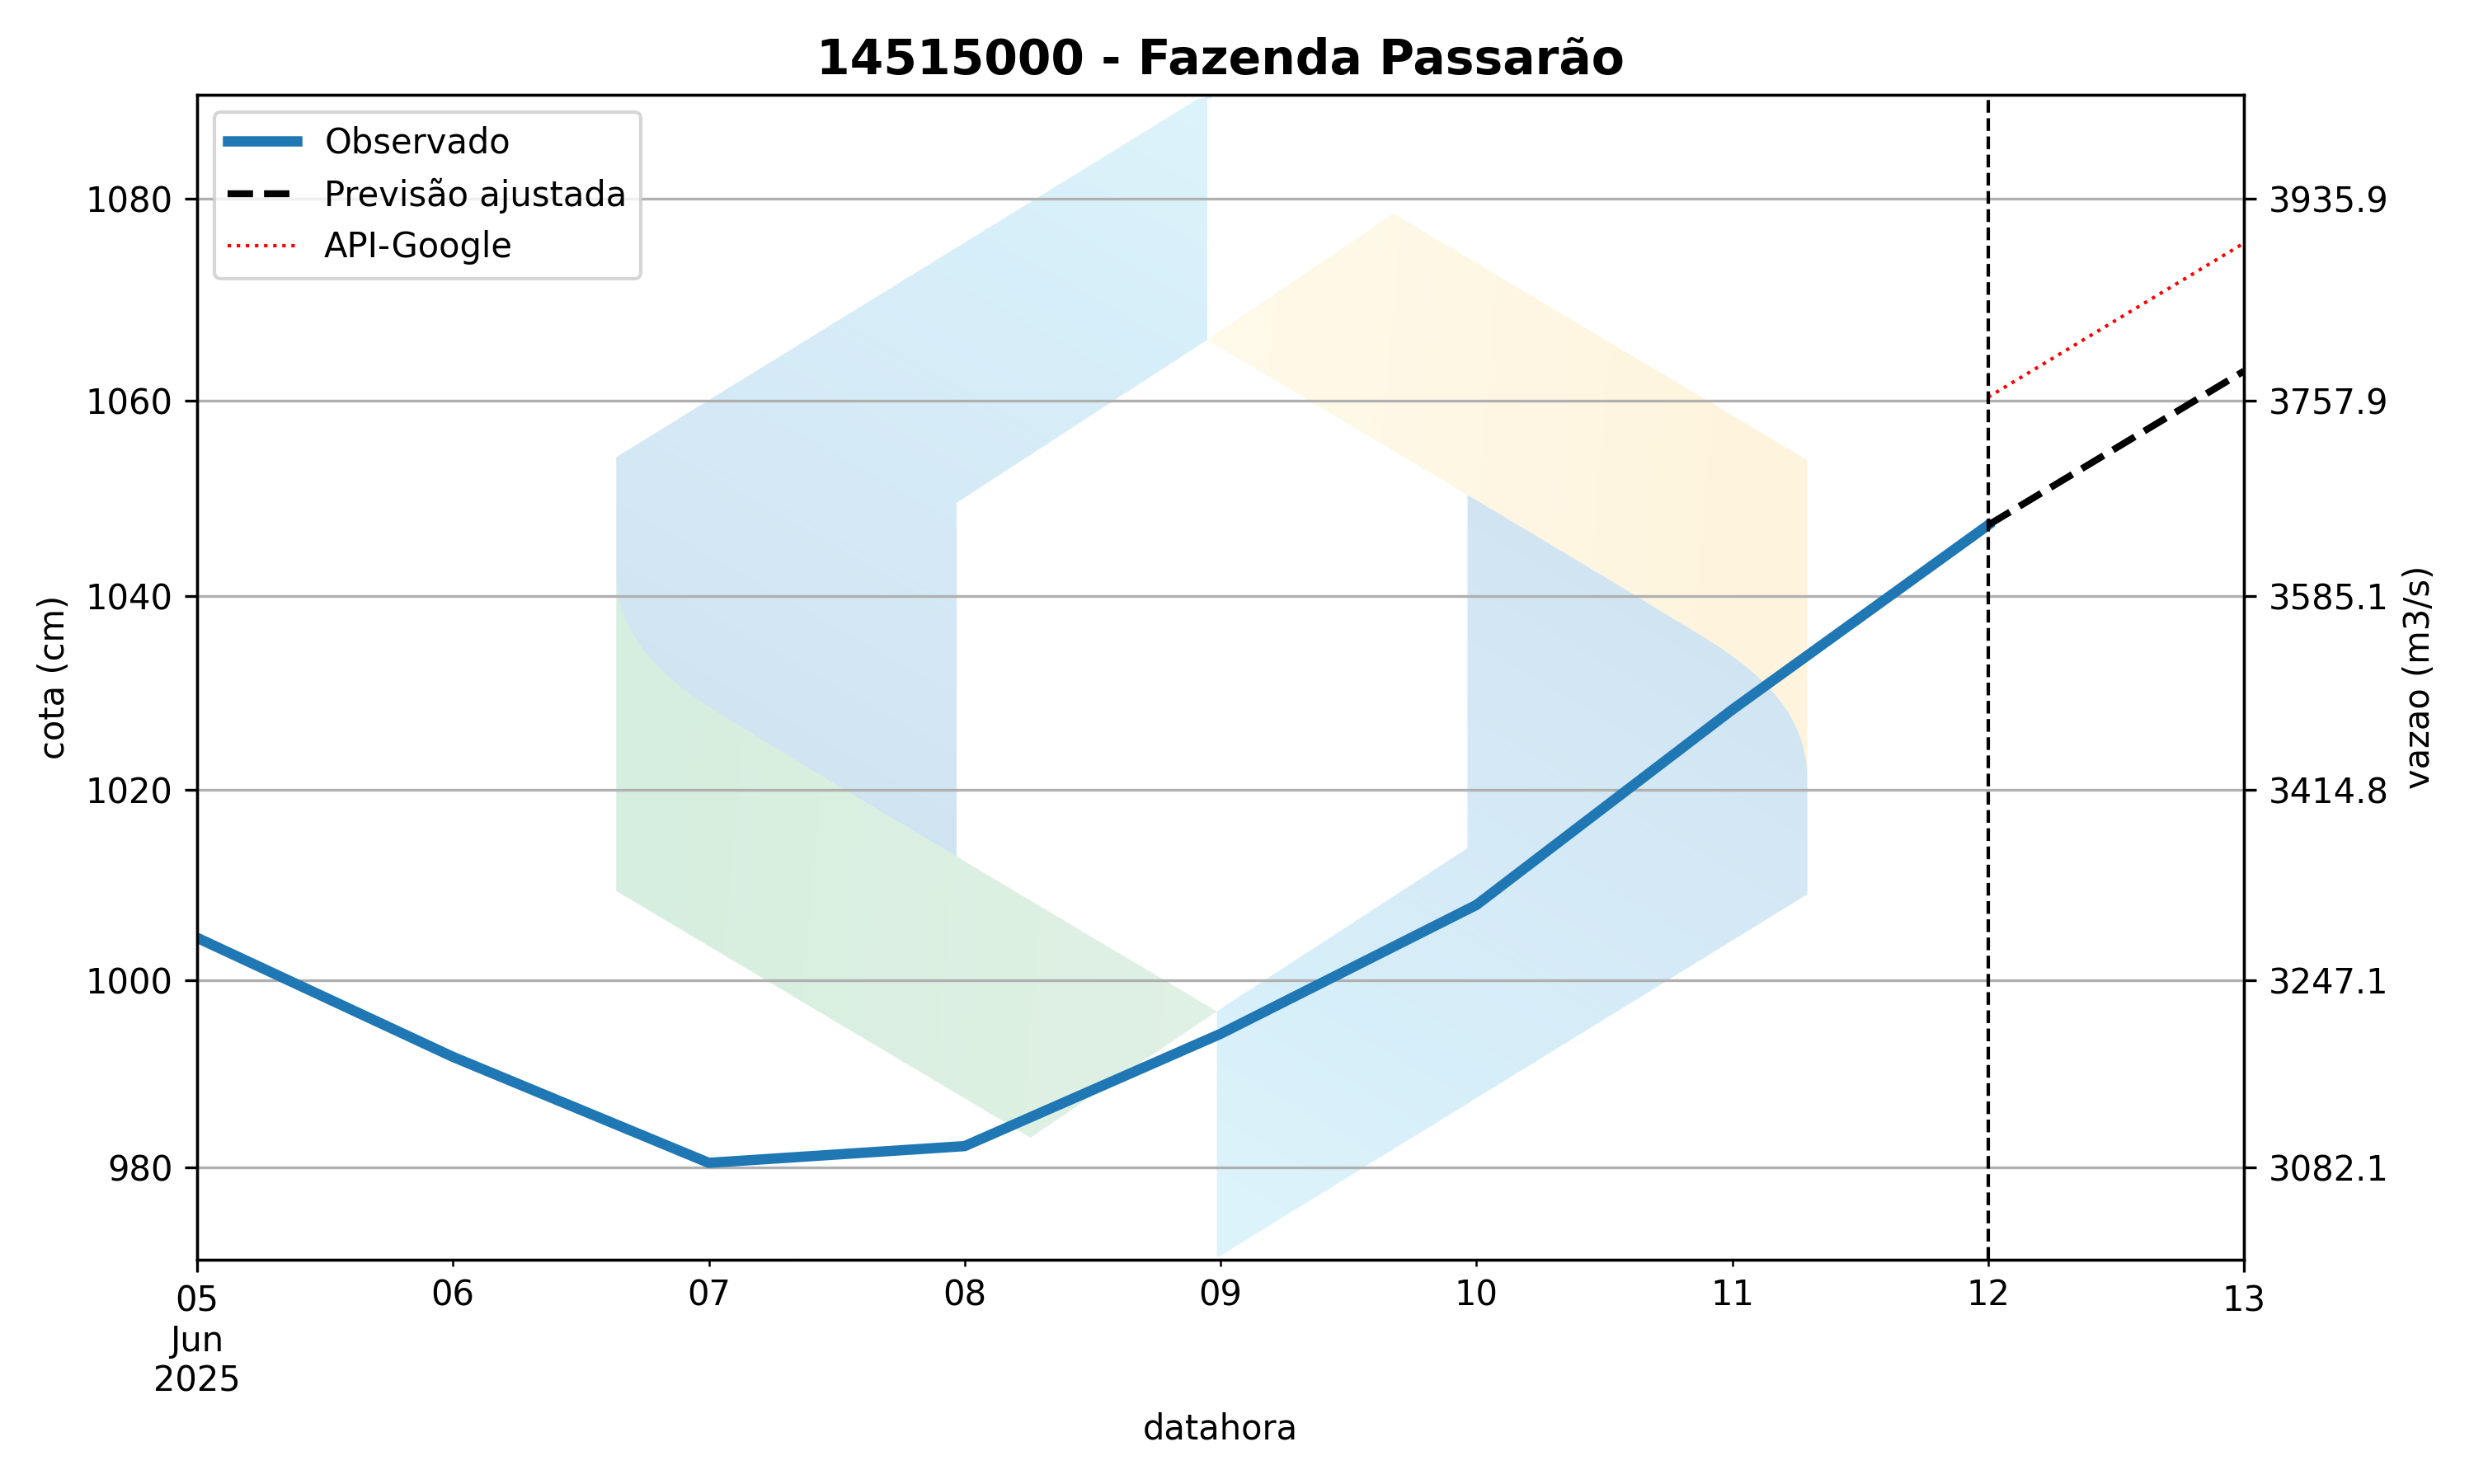 14515000 - Fazenda Passarão
Observado
Previsão ajustada
API-Google
1080
1060
1040
1020
1000
980
cota (cm)
3935.9
3757.9
3585.1
3414.8
3247.1
3082.1
vazao (m3/s)
05 06 07 08 09 10 11 12 13
Jun
2025
datahora